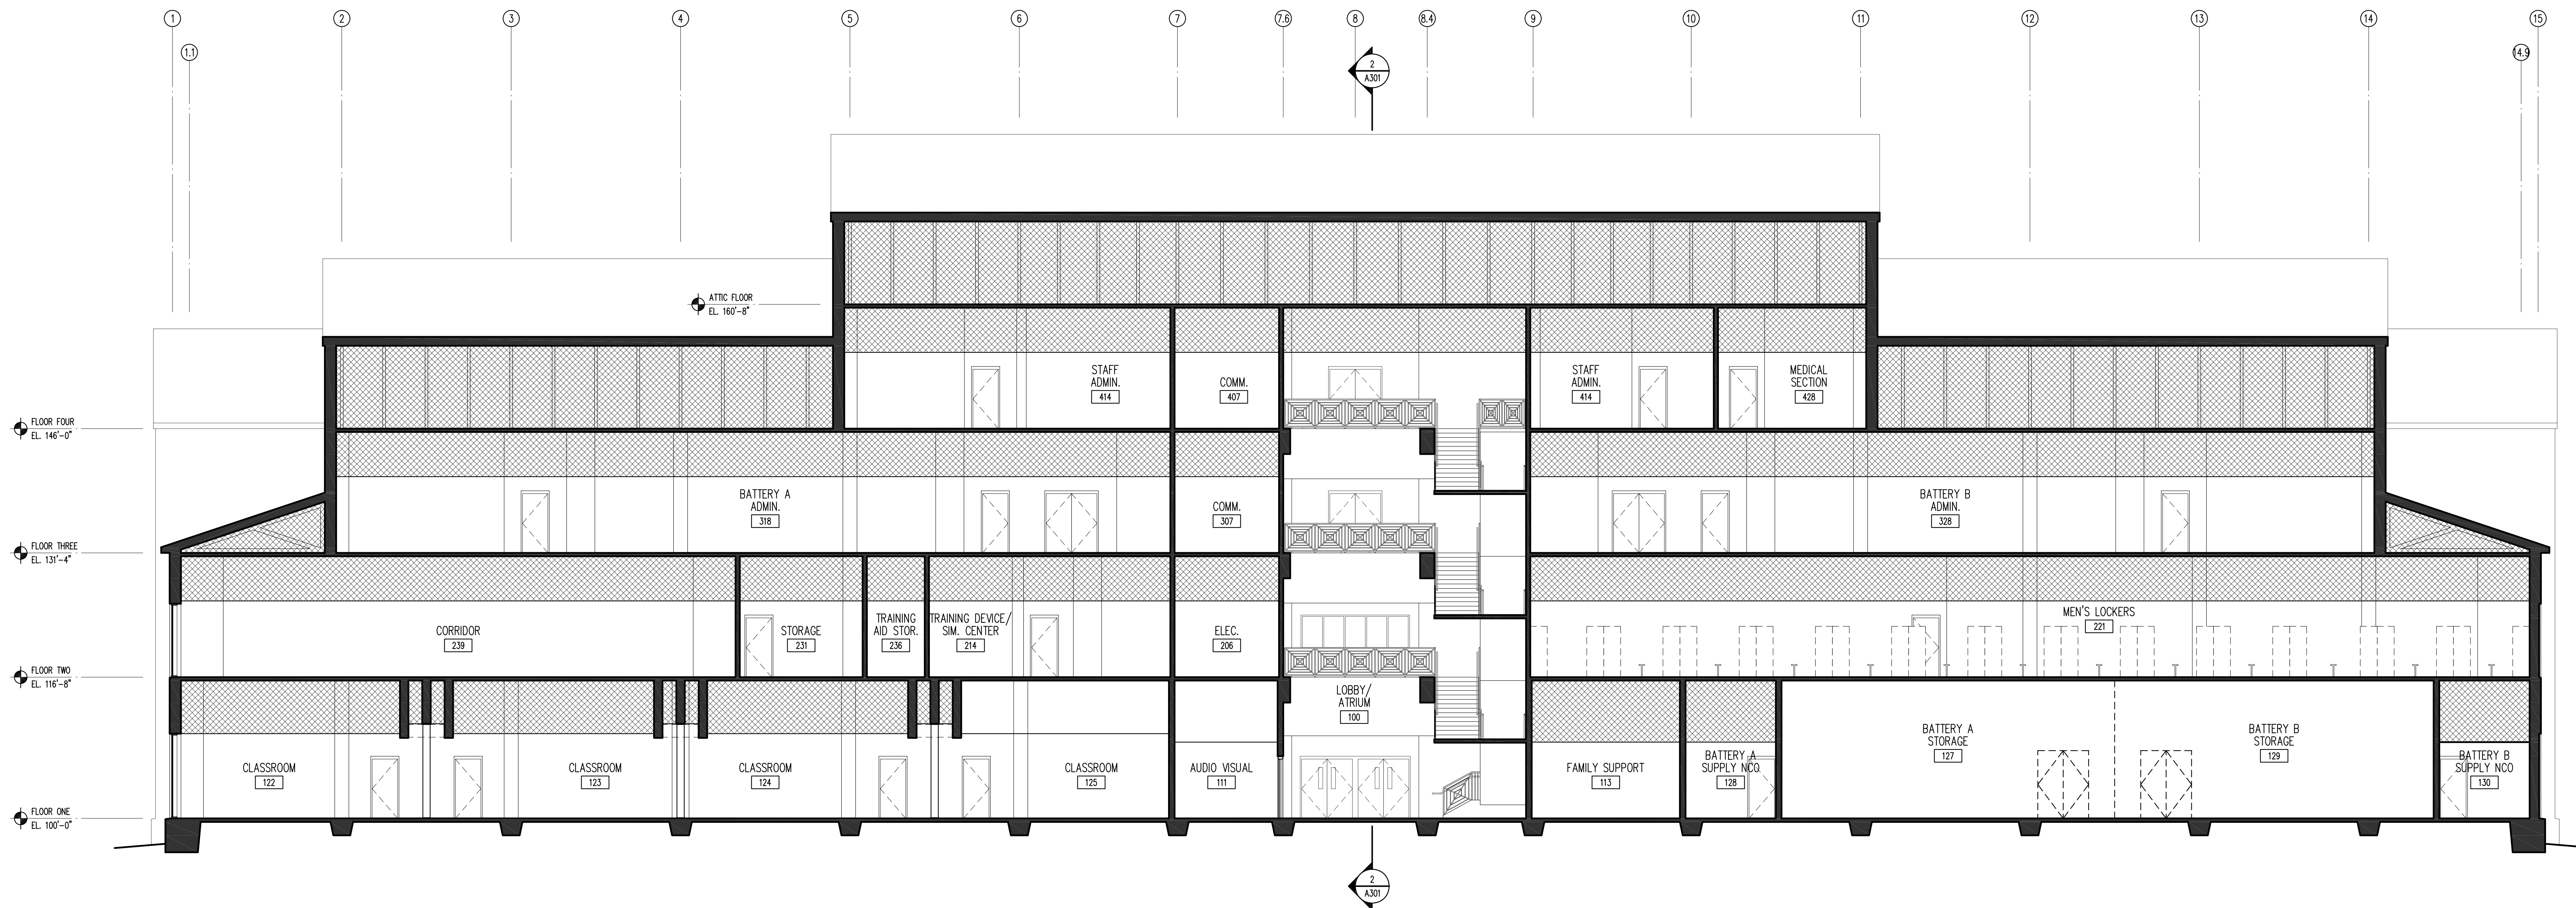 1
2
3
4
5
6
7
7.6
8
8.4
9
10
11
12
13
14
15
1.1
14.9
2
A301
ATTIC FLOOR
EL. 160'-8"
STAFF
ADMIN.
414
COMM.
407
STAFF
ADMIN.
414
MEDICAL
SECTION
428
FLOOR FOUR
EL. 146'-0"
BATTERY A
ADMIN.
318
COMM.
307
BATTERY B
ADMIN.
328
FLOOR THREE
EL. 131'-4"
CORRIDOR
239
STORAGE
231
TRAINING
AID STOR.
236
TRAINING DEVICE/
SIM. CENTER
214
ELEC.
206
MEN'S LOCKERS
221
FLOOR TWO
EL. 116'-8"
LOBBY/
ATRIUM
100
CLASSROOM
122
CLASSROOM
123
CLASSROOM
124
CLASSROOM
125
AUDIO VISUAL
111
FAMILY SUPPORT
113
BATTERY A
SUPPLY NCO
128
BATTERY A
STORAGE
127
BATTERY B
STORAGE
129
BATTERY B
SUPPLY NCO
130
FLOOR ONE
EL. 100'-0"
2
A301